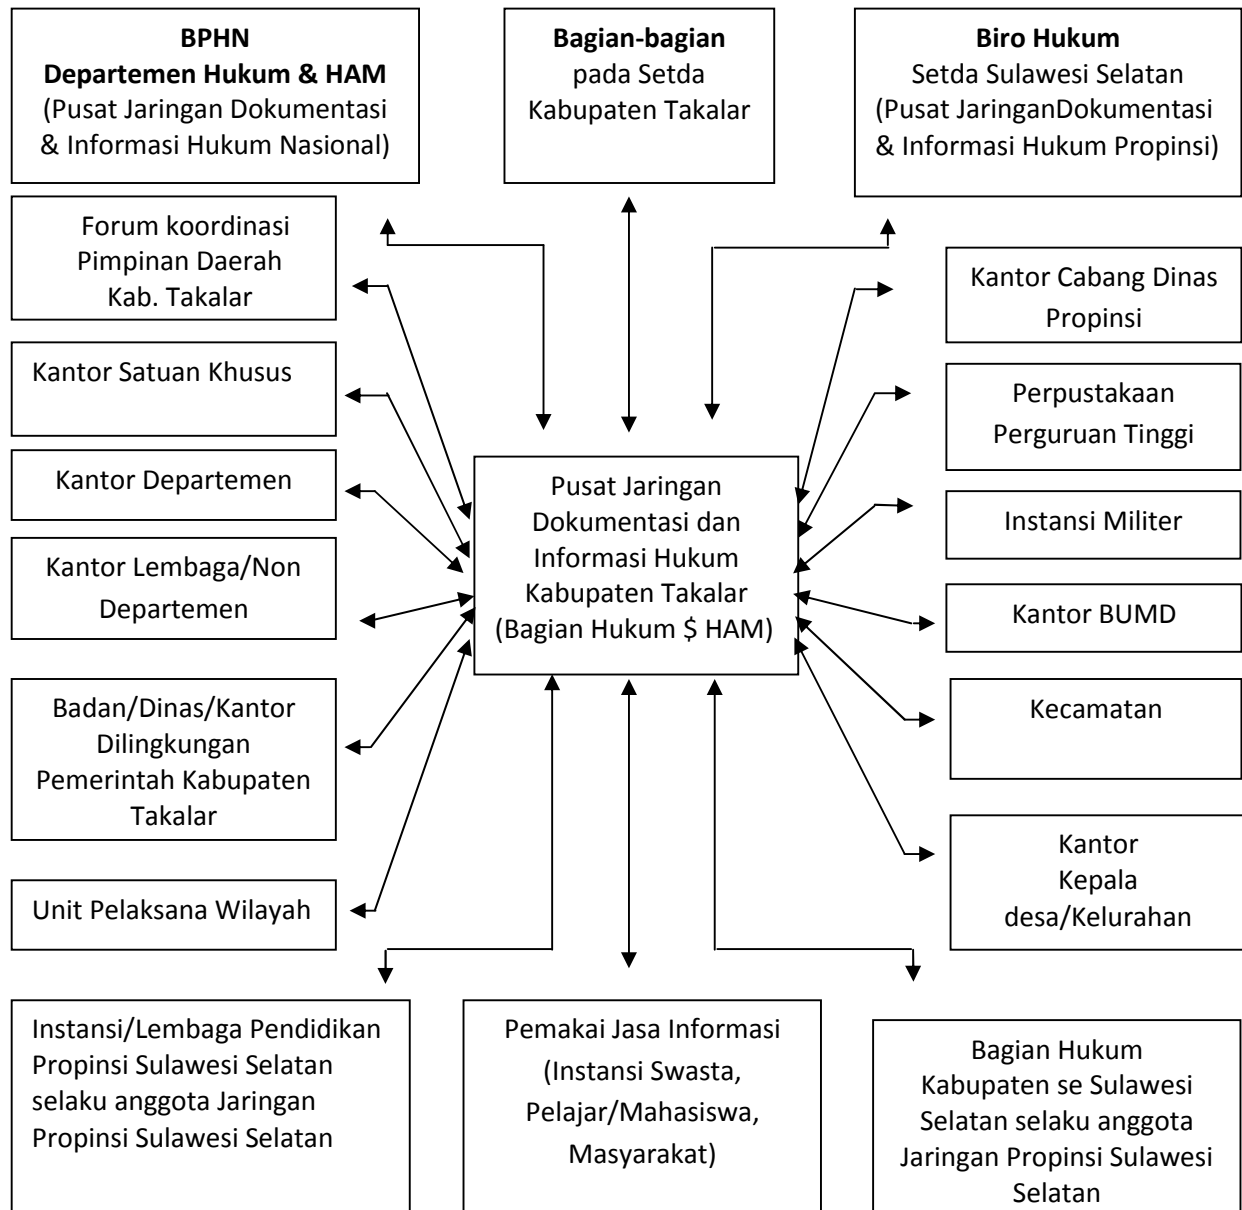 BPHN
Departemen Hukum & HAM
(Pusat Jaringan Dokumentasi
& Informasi Hukum Nasional)
Bagian-bagian
pada Setda
Kabupaten Takalar
Biro Hukum
Setda Sulawesi Selatan
(Pusat JaringanDokumentasi
& Informasi Hukum Propinsi)
Forum koordinasi
Pimpinan Daerah
Kab. Takalar
Kantor Satuan Khusus
Kantor Departemen
Kantor Lembaga/Non
Departemen
Badan/Dinas/Kantor
Dilingkungan
Pemerintah Kabupaten
Takalar
Unit Pelaksana Wilayah
Pusat Jaringan
Dokumentasi dan
Informasi Hukum
Kabupaten Takalar
(Bagian Hukum $ HAM)
Kantor Cabang Dinas
Propinsi
Perpustakaan
Perguruan Tinggi
Instansi Militer
Kantor BUMD
Kecamatan
Kantor
Kepala
desa/Kelurahan
Instansi/Lembaga Pendidikan
Propinsi Sulawesi Selatan
selaku anggota Jaringan
Propinsi Sulawesi Selatan
Pemakai Jasa Informasi
(Instansi Swasta,
Pelajar/Mahasiswa,
Masyarakat)
Bagian Hukum
Kabupaten se Sulawesi
Selatan selaku anggota
Jaringan Propinsi Sulawesi
Selatan